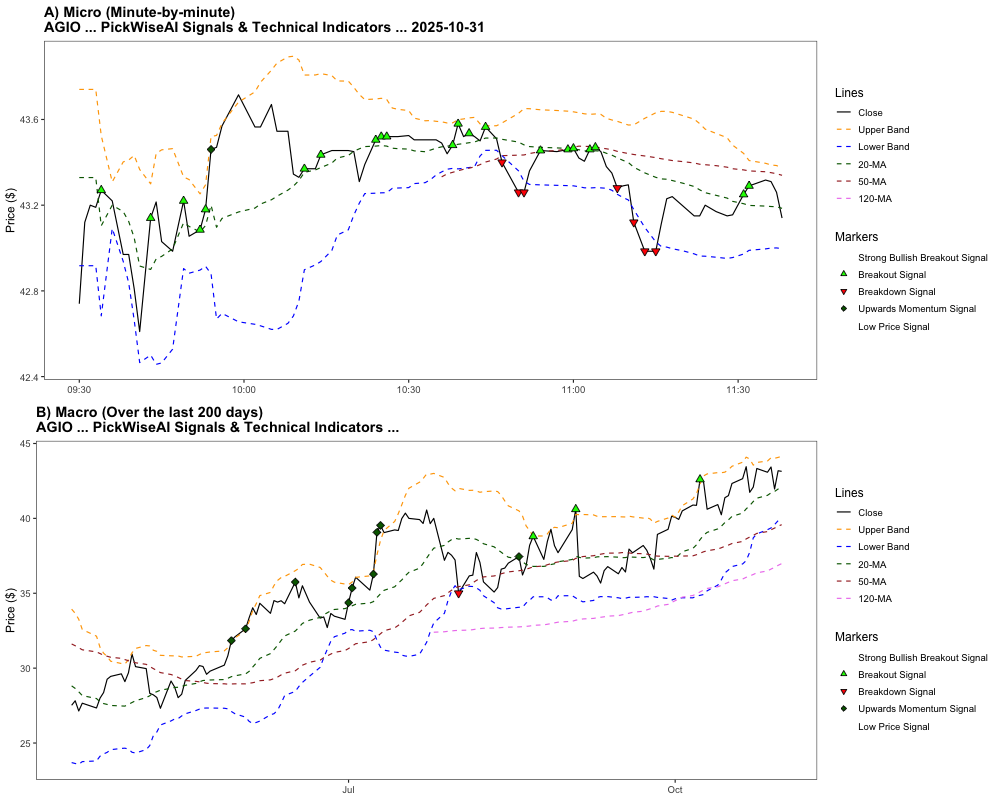 A) Micro (Minute-by-minute)
AGIO ... PickWiseAI Signals & Technical Indicators ... 2025-10-31
Price ($)
43.6
43.2
42.8
42.4
09:30
10:00
10:30
11:00
11:30
Lines
Close
Upper Band
Lower Band
20-MA
50-MA
120-MA
Markers
Strong Bullish Breakout Signal
Breakout Signal
Breakdown Signal
Upwards Momentum Signal
Low Price Signal
B) Macro (Over the last 200 days)
AGIO ... PickWiseAI Signals & Technical Indicators ...
Price ($)
45
40
35
30
25
Jul
Oct
Lines
Close
Upper Band
Lower Band
20-MA
50-MA
120-MA
Markers
Strong Bullish Breakout Signal
Breakout Signal
Breakdown Signal
Upwards Momentum Signal
Low Price Signal